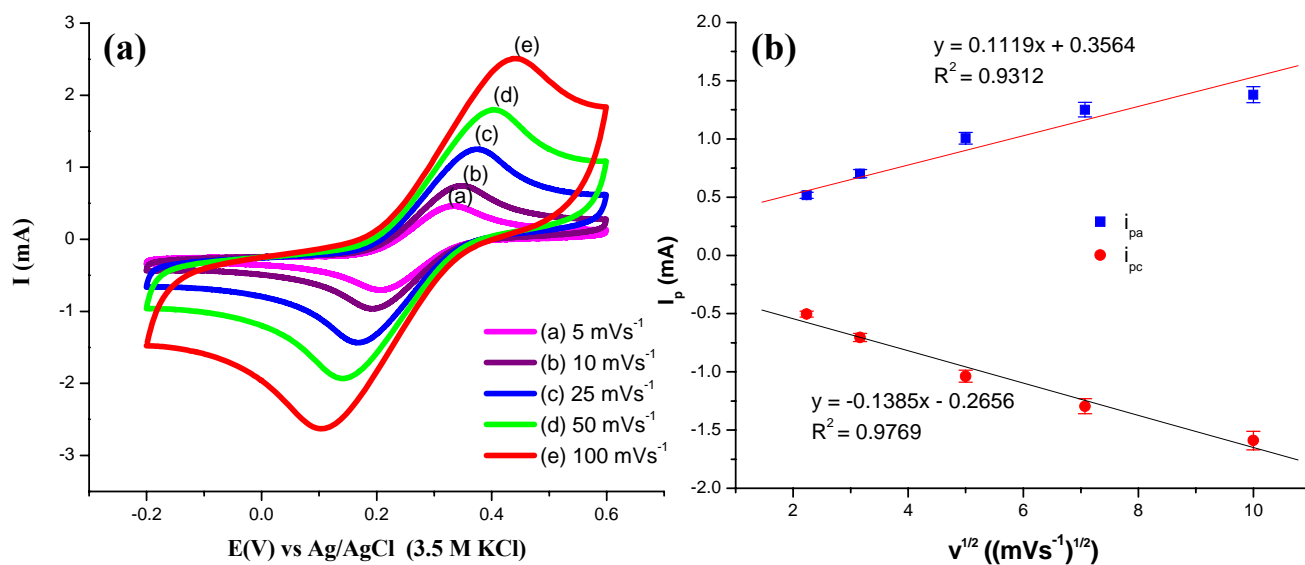 (a)
(e)
(d)
(c)
(b)
(a)
3
2
1
0
-1
-2
-3
I (mA)
(a) 5 mVs⁻¹
(b) 10 mVs⁻¹
(c) 25 mVs⁻¹
(d) 50 mVs⁻¹
(e) 100 mVs⁻¹
-0.2 0.0 0.2 0.4 0.6
E(V) vs Ag/AgCl (3.5 M KCl)
(b)
y = 0.1119x + 0.3564
R² = 0.9312
2.0
1.5
1.0
0.5
0.0
-0.5
-1.0
-1.5
-2.0
I_p (mA)
i_pa
i_pc
y = -0.1385x - 0.2656
R² = 0.9769
2 4 6 8 10
v^1/2 ((mVs⁻¹)^1/2)